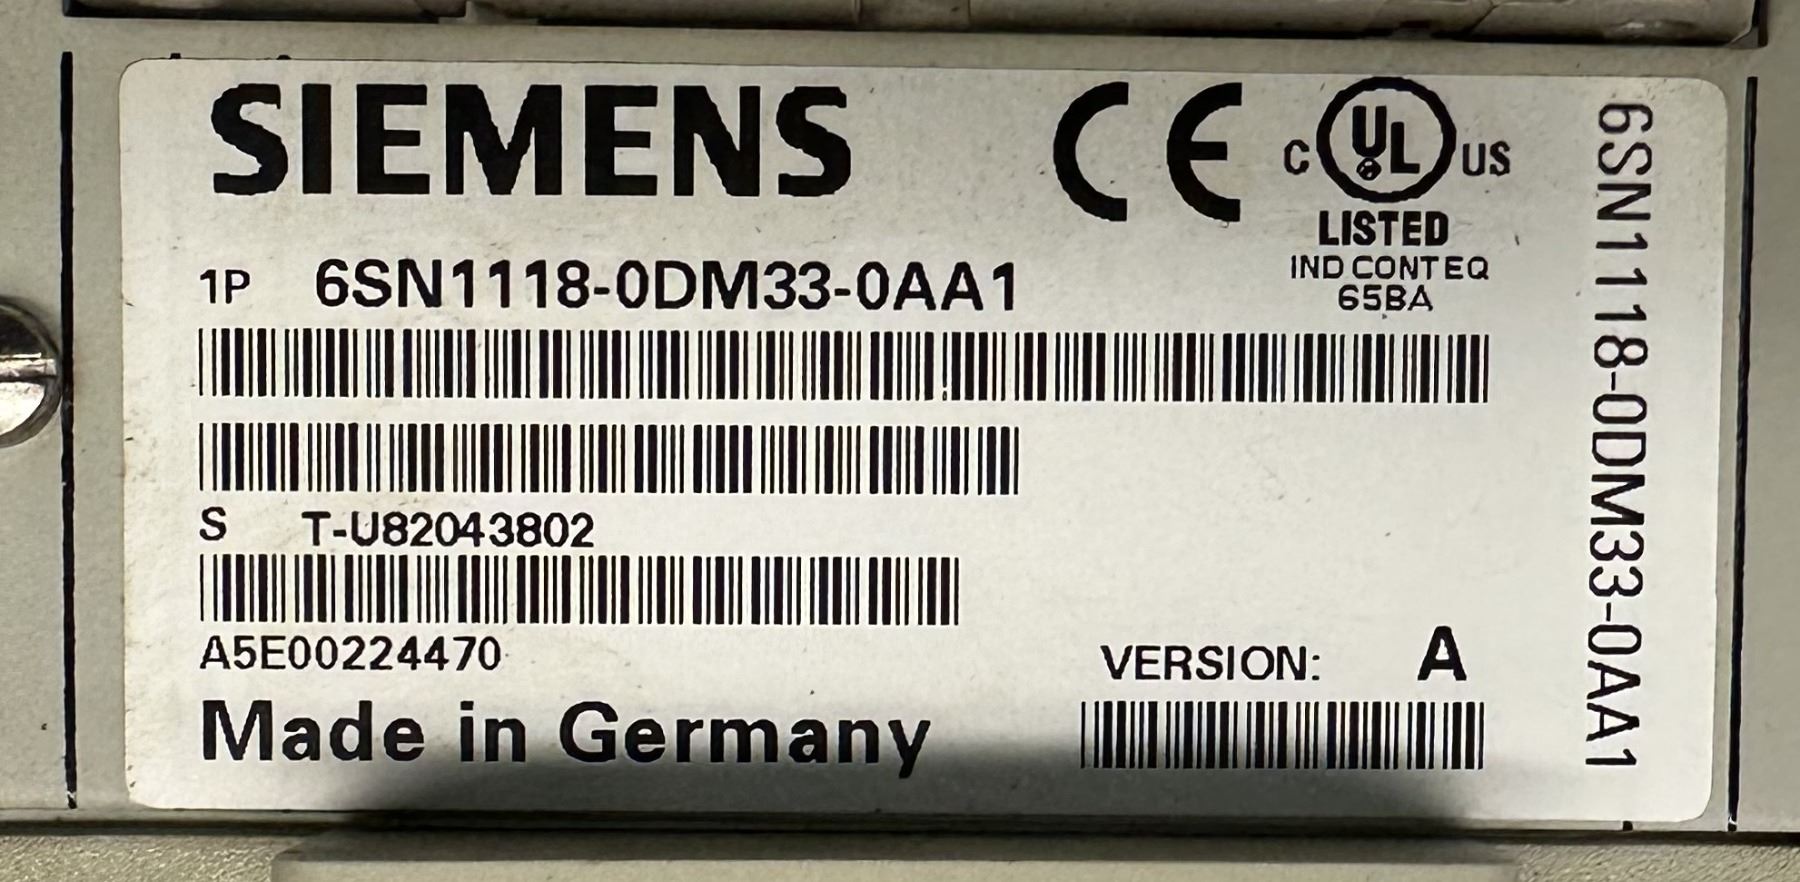 SIEMENS
CE
C UL US
LISTED
IND CONT EQ
65BA
1P 6SN1118-0DM33-0AA1
S T-U82043802
A5E00224470
VERSION: A
Made in Germany
6SN1118-0DM33-0AA1